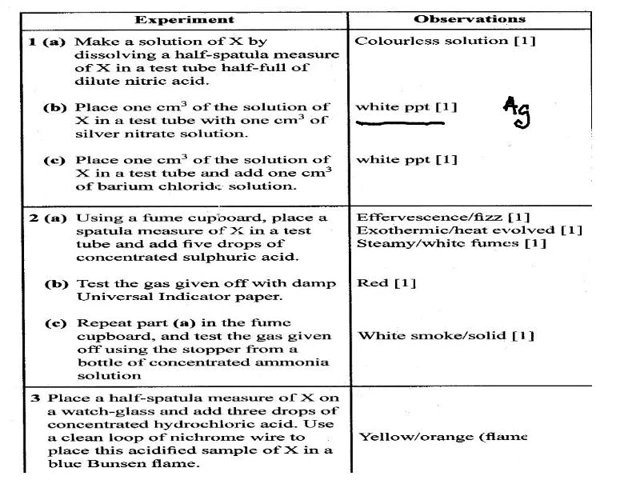 Experiment
Observations
1 (a) Make a solution of X by
dissolving a half-spatula measure
of X in a test tube half-full of
dilute nitric acid.
Colourless solution [1]
(b) Place one cm³ of the solution of
X in a test tube with one cm³ of
silver nitrate solution.
white ppt [1]
Ag
(c) Place one cm³ of the solution of
X in a test tube and add one cm³
of barium chloride solution.
white ppt [1]
2 (a) Using a fume cupboard, place a
spatula measure of X in a test
tube and add five drops of
concentrated sulphuric acid.
Effervescence/fizz [1]
Exothermic/heat evolved [1]
Steamy/white fumes [1]
(b) Test the gas given off with damp
Universal Indicator paper.
Red [1]
(c) Repeat part (a) in the fume
cupboard, and test the gas given
off using the stopper from a
bottle of concentrated ammonia
solution
White smoke/solid [1]
3 Place a half-spatula measure of X on
a watch-glass and add three drops of
concentrated hydrochloric acid. Use
a clean loop of nichrome wire to
place this acidified sample of X in a
blue Bunsen flame.
Yellow/orange (flame